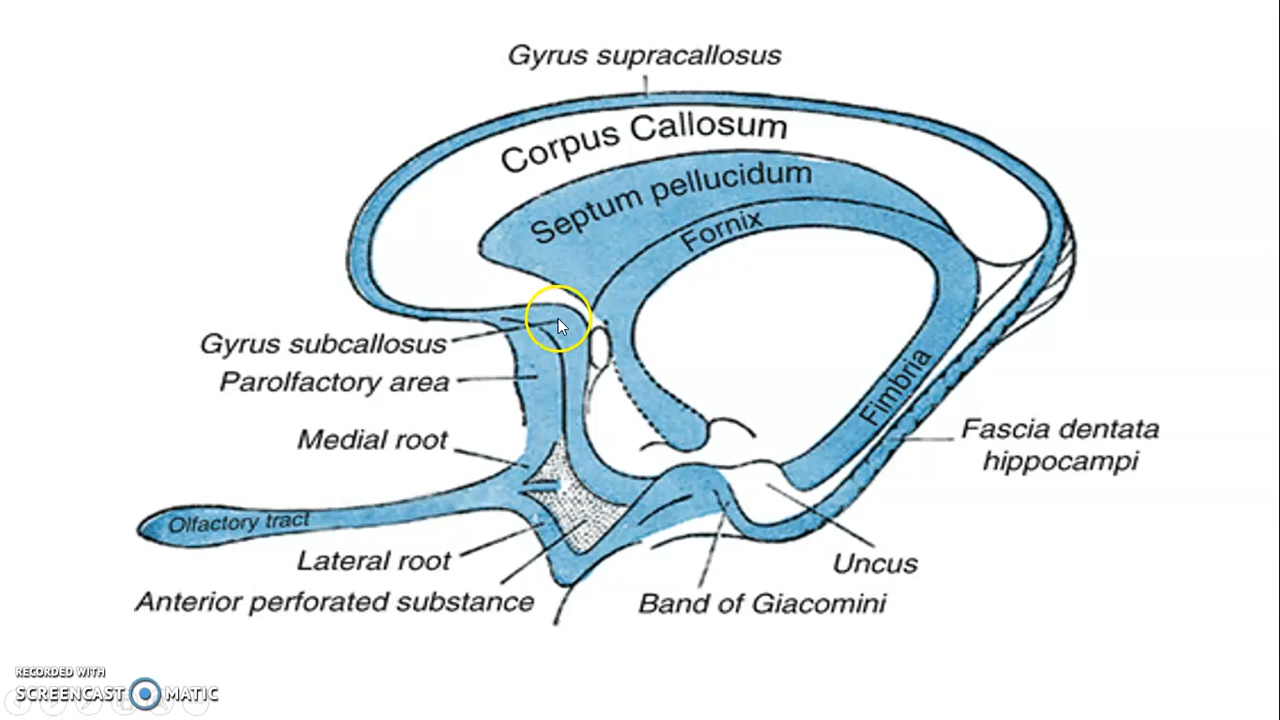 Gyrus supracallosus
Corpus Callosum
Septum pellucidum
Fornix
Gyrus subcallosus
Parolfactory area
Fimbria
Medial root
Fascia dentata
hippocampi
Olfactory tract
Lateral root
Uncus
Anterior perforated substance
Band of Giacomini
RECORDED WITH
SCREENCAST MATIC